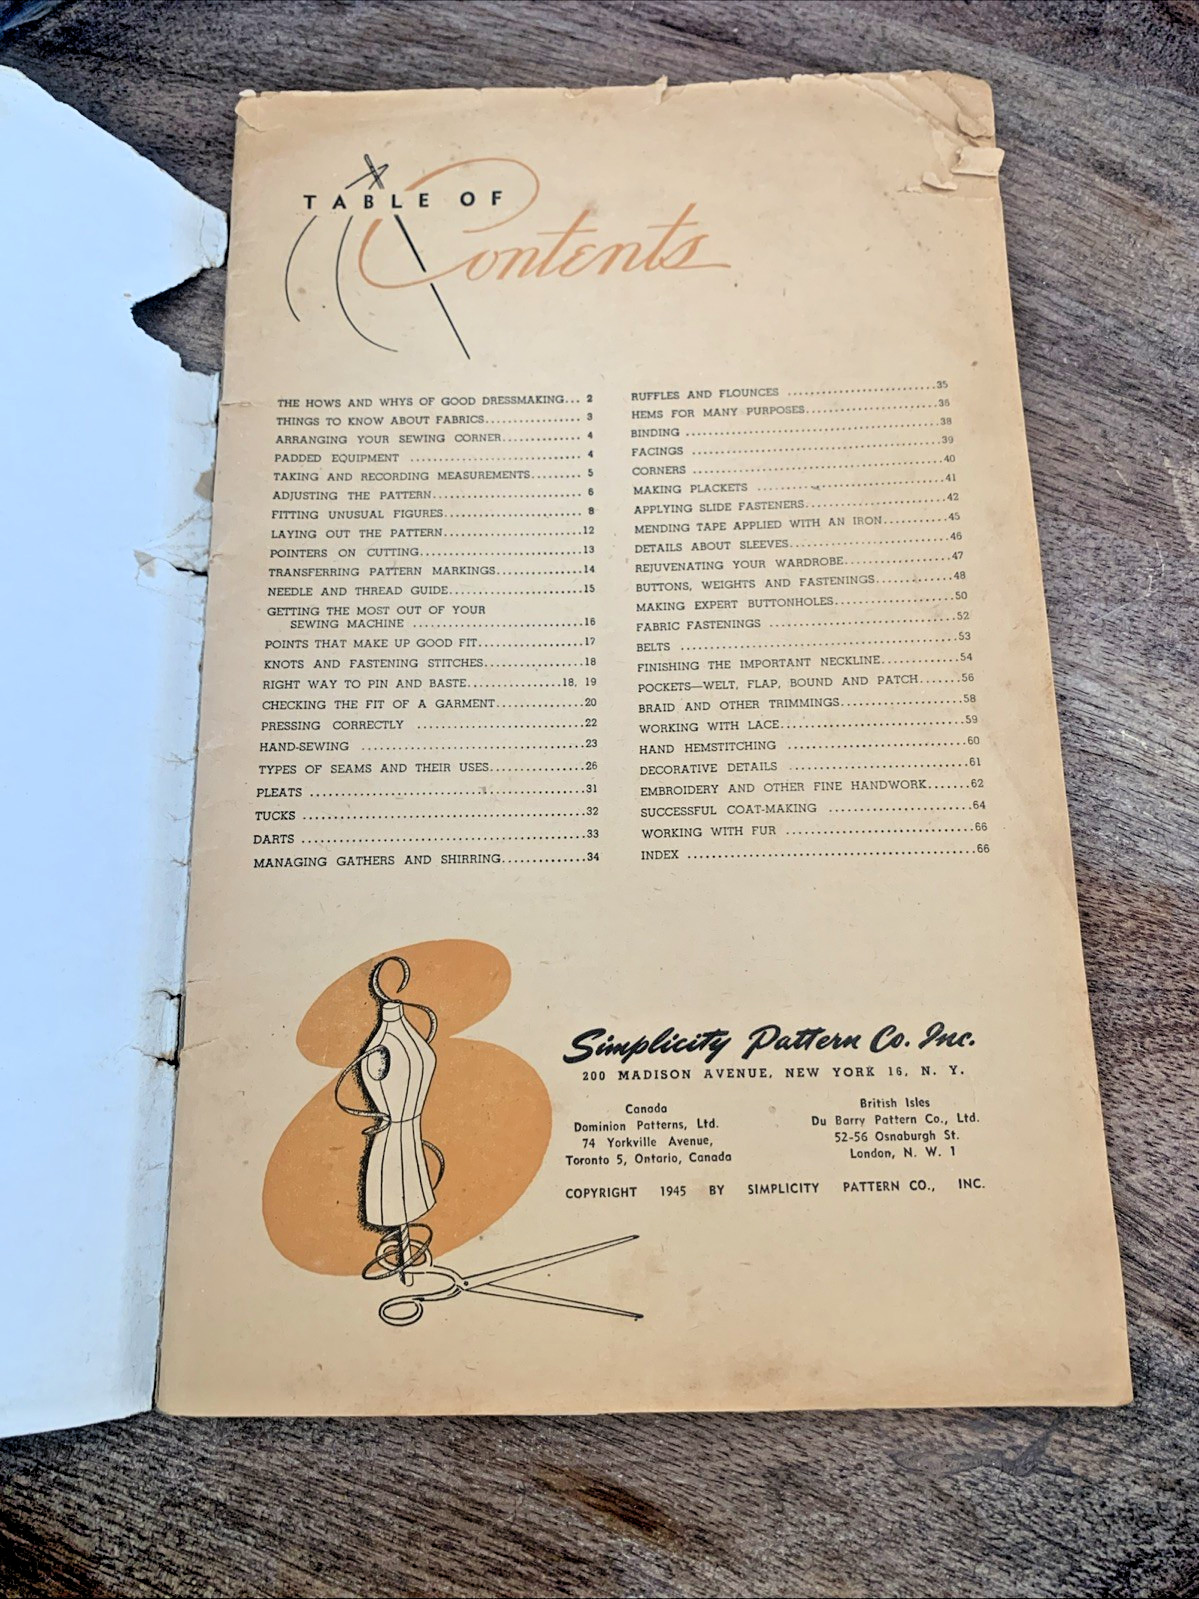 TABLE OF
Contents
THE HOWS AND WHYS OF GOOD DRESSMAKING... 2
THINGS TO KNOW ABOUT FABRICS................ 3
ARRANGING YOUR SEWING CORNER............. 4
PADDED EQUIPMENT ............................ 4
TAKING AND RECORDING MEASUREMENTS........ 5
ADJUSTING THE PATTERN........................ 6
FITTING UNUSUAL FIGURES...................... 8
LAYING OUT THE PATTERN.......................12
POINTERS ON CUTTING...........................13
TRANSFERRING PATTERN MARKINGS..............14
NEEDLE AND THREAD GUIDE......................15
GETTING THE MOST OUT OF YOUR
SEWING MACHINE ............................16
POINTS THAT MAKE UP GOOD FIT.................17
KNOTS AND FASTENING STITCHES................18
RIGHT WAY TO PIN AND BASTE...............18, 19
CHECKING THE FIT OF A GARMENT..............20
PRESSING CORRECTLY ...........................22
HAND-SEWING ....................................23
TYPES OF SEAMS AND THEIR USES...............26
PLEATS ............................................31
TUCKS .............................................32
DARTS .............................................33
MANAGING GATHERS AND SHIRRING.............34
RUFFLES AND FLOUNCES ........................35
HEMS FOR MANY PURPOSES......................36
BINDING .........................................38
FACINGS .........................................39
CORNERS ........................................40
MAKING PLACKETS ..............................41
APPLYING SLIDE FASTENERS......................42
MENDING TAPE APPLIED WITH AN IRON..........45
DETAILS ABOUT SLEEVES.........................46
REJUVENATING YOUR WARDROBE.................47
BUTTONS, WEIGHTS AND FASTENINGS............48
MAKING EXPERT BUTTONHOLES...................50
FABRIC FASTENINGS .............................52
BELTS ............................................53
FINISHING THE IMPORTANT NECKLINE............54
POCKETS—WELT, FLAP, BOUND AND PATCH.......56
BRAID AND OTHER TRIMMINGS...................58
WORKING WITH LACE............................59
HAND HEMSTITCHING ............................60
DECORATIVE DETAILS ............................61
EMBROIDERY AND OTHER FINE HANDWORK.......62
SUCCESSFUL COAT-MAKING ......................64
WORKING WITH FUR .............................66
INDEX .............................................66
Simplicity Pattern Co. Inc.
200 MADISON AVENUE, NEW YORK 16, N. Y.
Canada
Dominion Patterns, Ltd.
74 Yorkville Avenue,
Toronto 5, Ontario, Canada
British Isles
Du Barry Pattern Co., Ltd.
52-56 Osnaburgh St.
London, N. W. 1
COPYRIGHT 1945 BY SIMPLICITY PATTERN CO., INC.